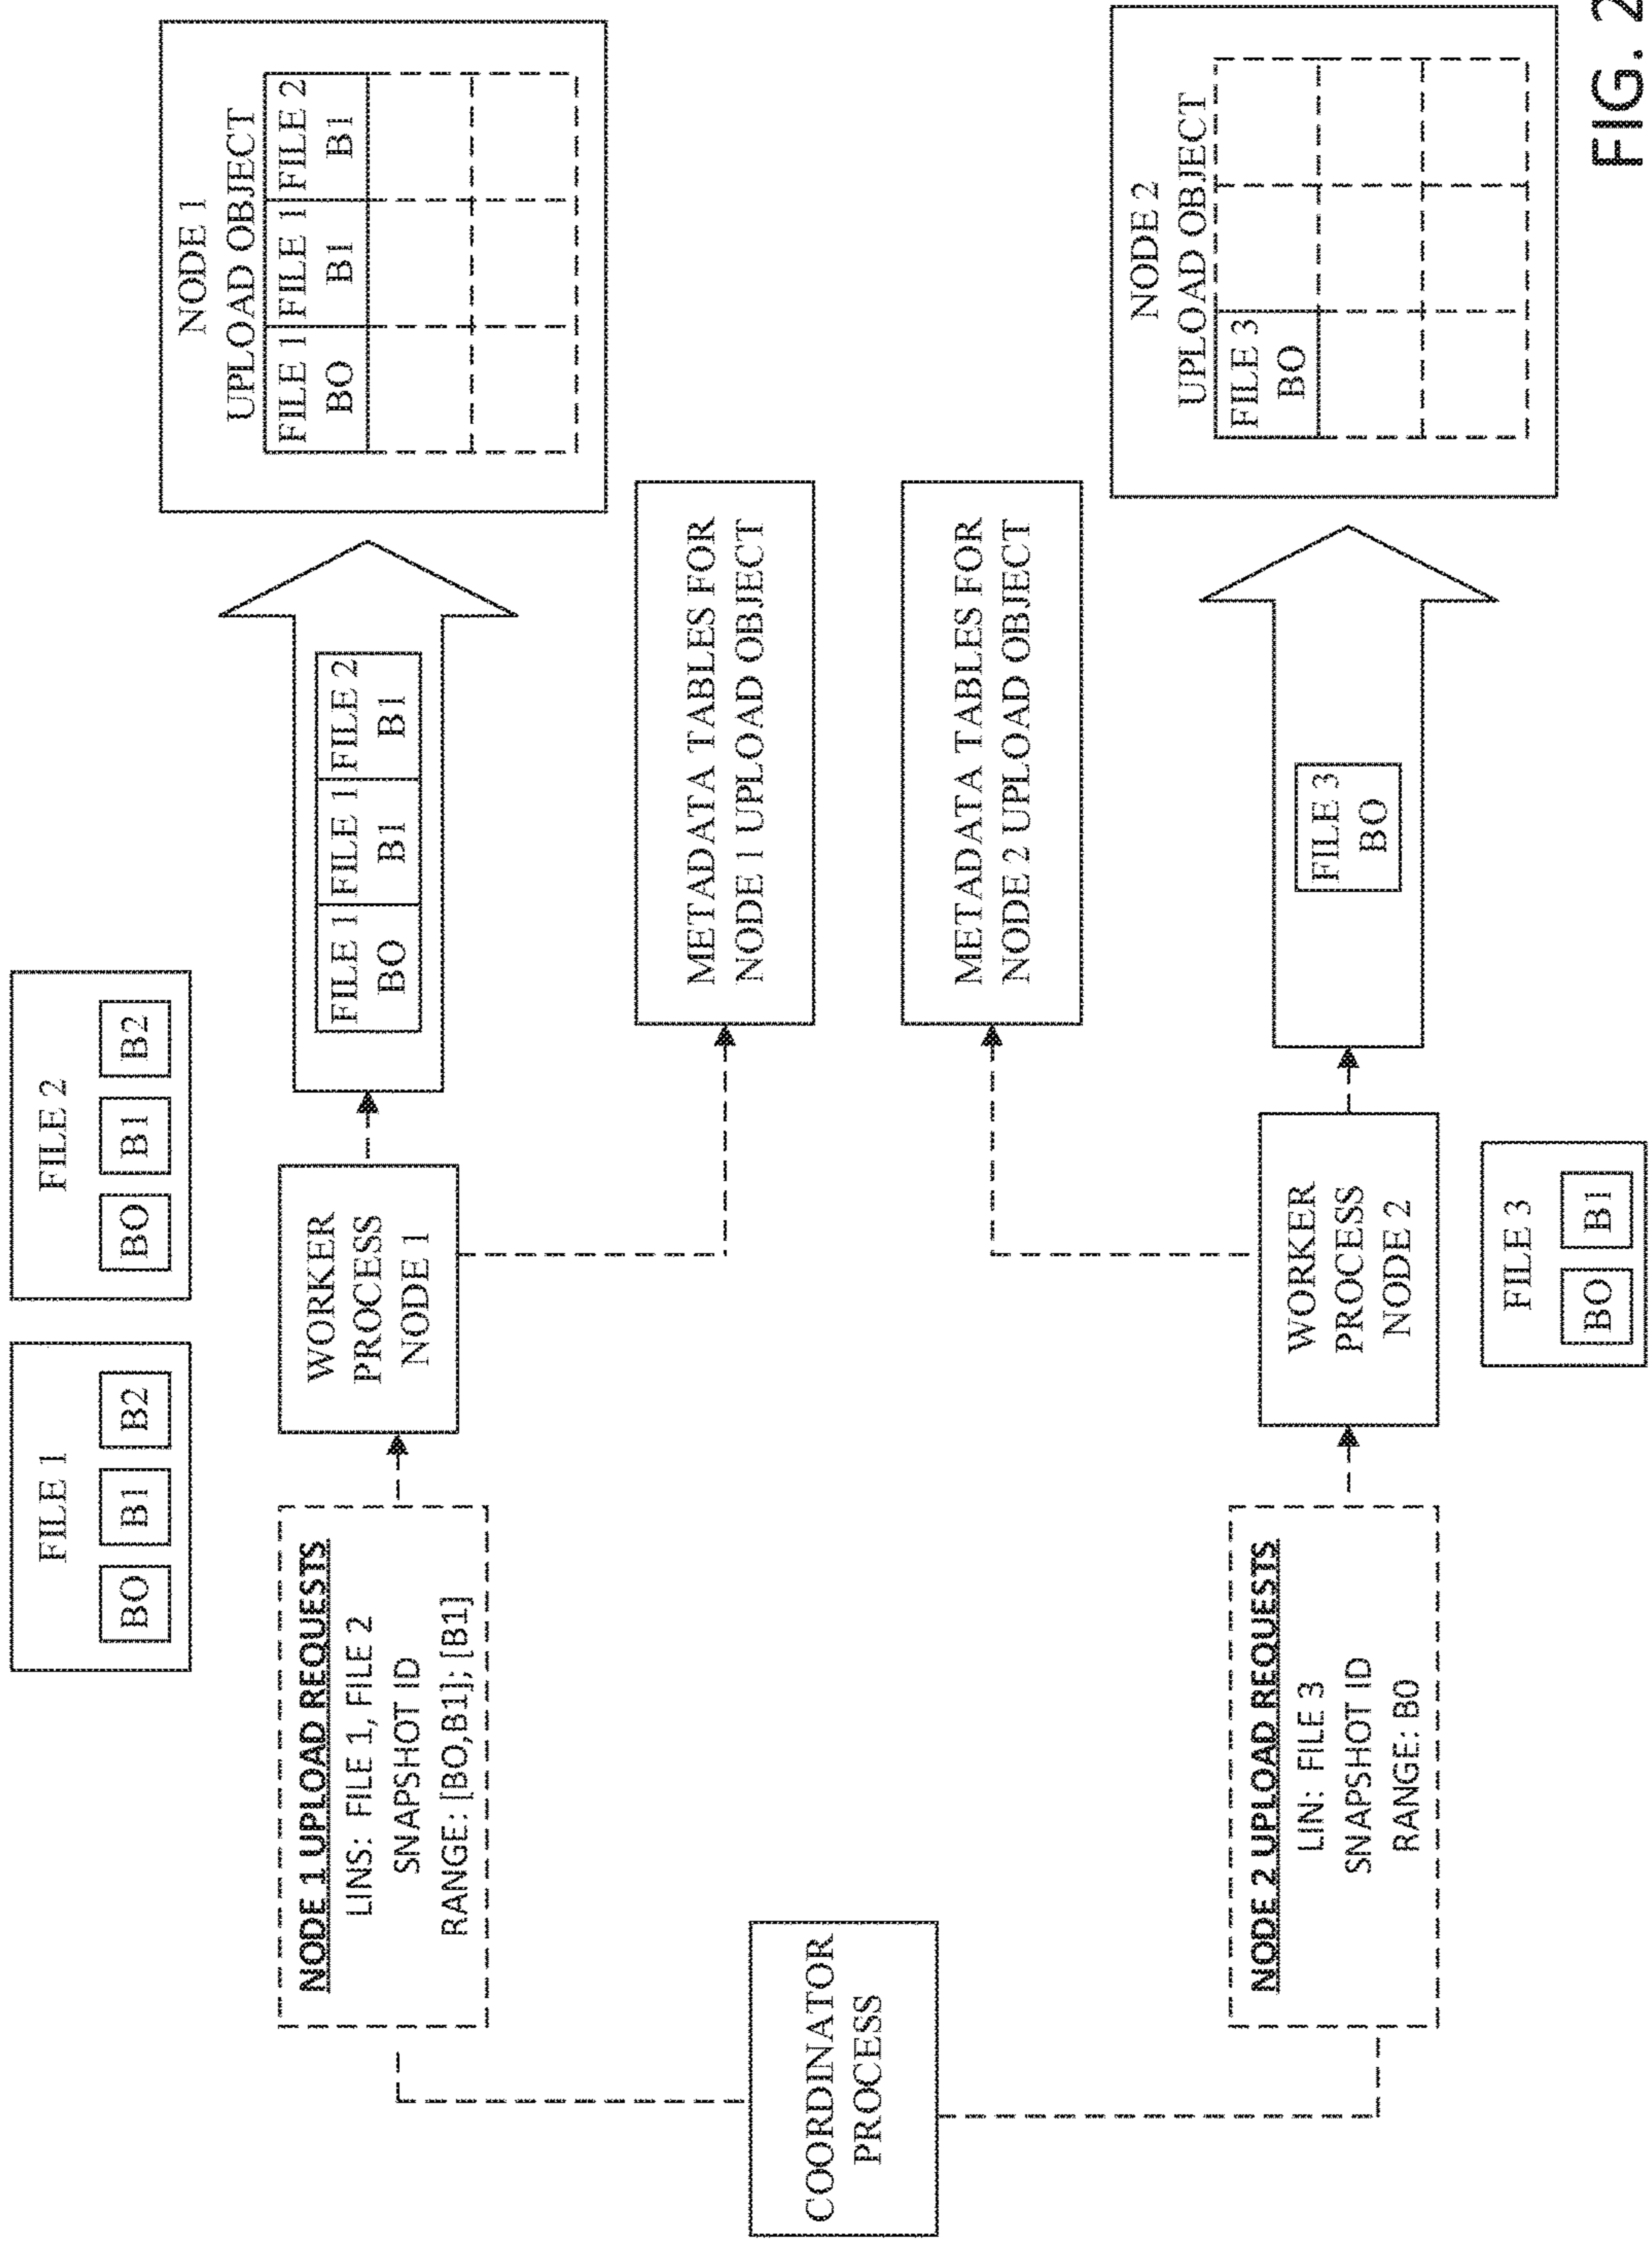 FILE 1
BO B1 B2
FILE 2
BO B1 B2
NODE 1 UPLOAD REQUESTS
LINS: FILE 1, FILE 2
SNAPSHOT ID
RANGE: [BO,B1]; [B1]
WORKER
PROCESS
NODE 1
FILE 1 FILE 1 FILE 2
BO B1 B1
NODE 1
UPLOAD OBJECT
FILE 1 FILE 1 FILE 2
BO B1 B1
METADATA TABLES FOR
NODE 1 UPLOAD OBJECT
COORDINATOR
PROCESS
METADATA TABLES FOR
NODE 2 UPLOAD OBJECT
NODE 2 UPLOAD REQUESTS
LIN: FILE 3
SNAPSHOT ID
RANGE: B0
WORKER
PROCESS
NODE 2
FILE 3
BO
NODE 2
UPLOAD OBJECT
FILE 3
BO
FILE 3
BO B1
FIG. 2